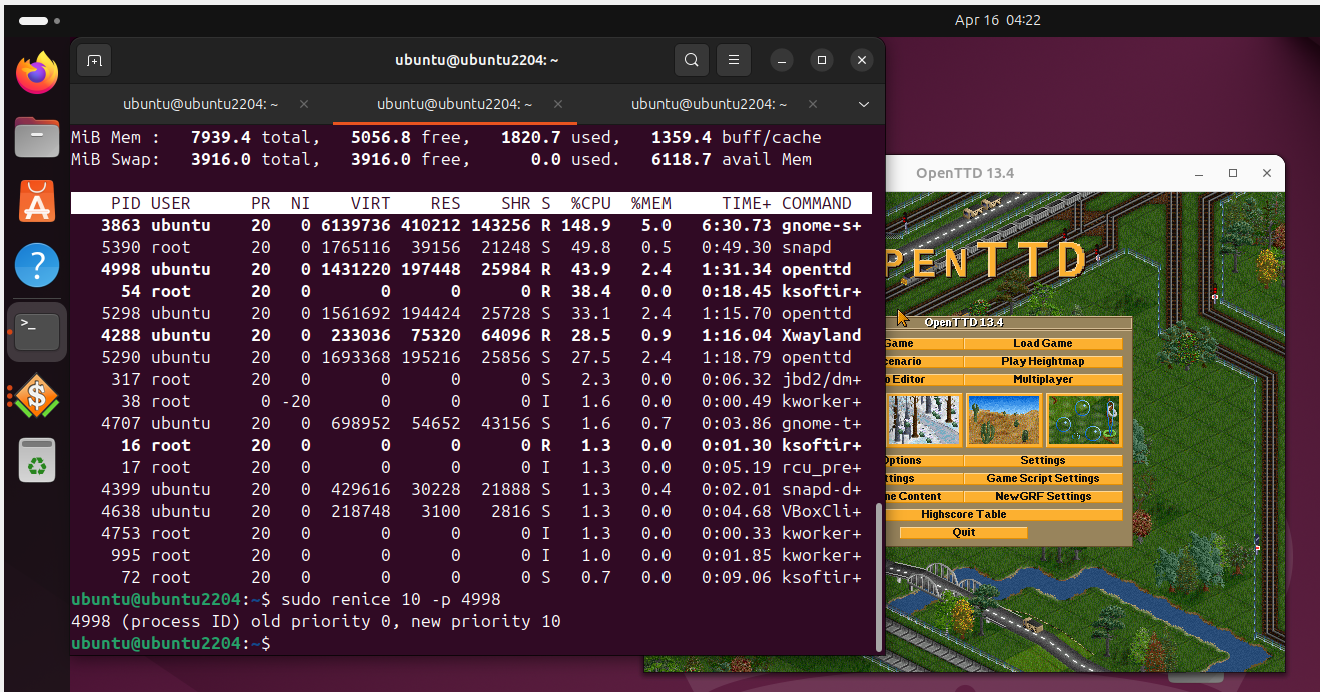 Apr 16 04:22
ubuntu@ubuntu2204: ~
ubuntu@ubuntu2204: ~ ubuntu@ubuntu2204: ~ ubuntu@ubuntu2204: ~
MiB Mem : 7939.4 total, 5056.8 free, 1820.7 used, 1359.4 buff/cache
MiB Swap: 3916.0 total, 3916.0 free, 0.0 used. 6118.7 avail Mem
PID USER PR NI VIRT RES SHR S %CPU %MEM TIME+ COMMAND
3863 ubuntu 20 0 6139736 410212 143256 R 148.9 5.0 6:30.73 gnome-s+
5390 root 20 0 1765116 39156 21248 S 49.8 0.5 0:49.30 snapd
4998 ubuntu 20 0 1431220 197448 25984 R 43.9 2.4 1:31.34 openttd
54 root 20 0 0 0 0 R 38.4 0.0 0:18.45 ksoftir+
5298 ubuntu 20 0 1561692 194424 25728 S 33.1 2.4 1:15.70 openttd
4288 ubuntu 20 0 233036 75320 64096 R 28.5 0.9 1:16.04 Xwayland
5290 ubuntu 20 0 1693368 195216 25856 S 27.5 2.4 1:18.79 openttd
317 root 20 0 0 0 0 S 2.3 0.0 0:06.32 jbd2/dm+
38 root 0 -20 0 0 0 I 1.6 0.0 0:00.49 kworker+
4707 ubuntu 20 0 698952 54652 43156 S 1.6 0.7 0:03.86 gnome-t+
16 root 20 0 0 0 0 R 1.3 0.0 0:01.30 ksoftir+
17 root 20 0 0 0 0 I 1.3 0.0 0:05.19 rcu_pre+
4399 ubuntu 20 0 429616 30228 21888 S 1.3 0.4 0:02.01 snapd-d+
4638 ubuntu 20 0 218748 3100 2816 S 1.3 0.0 0:04.68 VBoxCli+
4753 root 20 0 0 0 0 I 1.3 0.0 0:00.33 kworker+
995 root 20 0 0 0 0 I 1.0 0.0 0:01.85 kworker+
72 root 20 0 0 0 0 S 0.7 0.0 0:09.06 ksoftir+
ubuntu@ubuntu2204:~$ sudo renice 10 -p 4998
4998 (process ID) old priority 0, new priority 10
ubuntu@ubuntu2204:~$
OpenTTD 13.4
PENTTD
OpenTTD 13.4
Game Load Game
cenario Play Heightmap
o Editor Multiplayer
Options Settings
ttings Game Script Settings
ne Content NewGRF Settings
Highscore Table
Quit